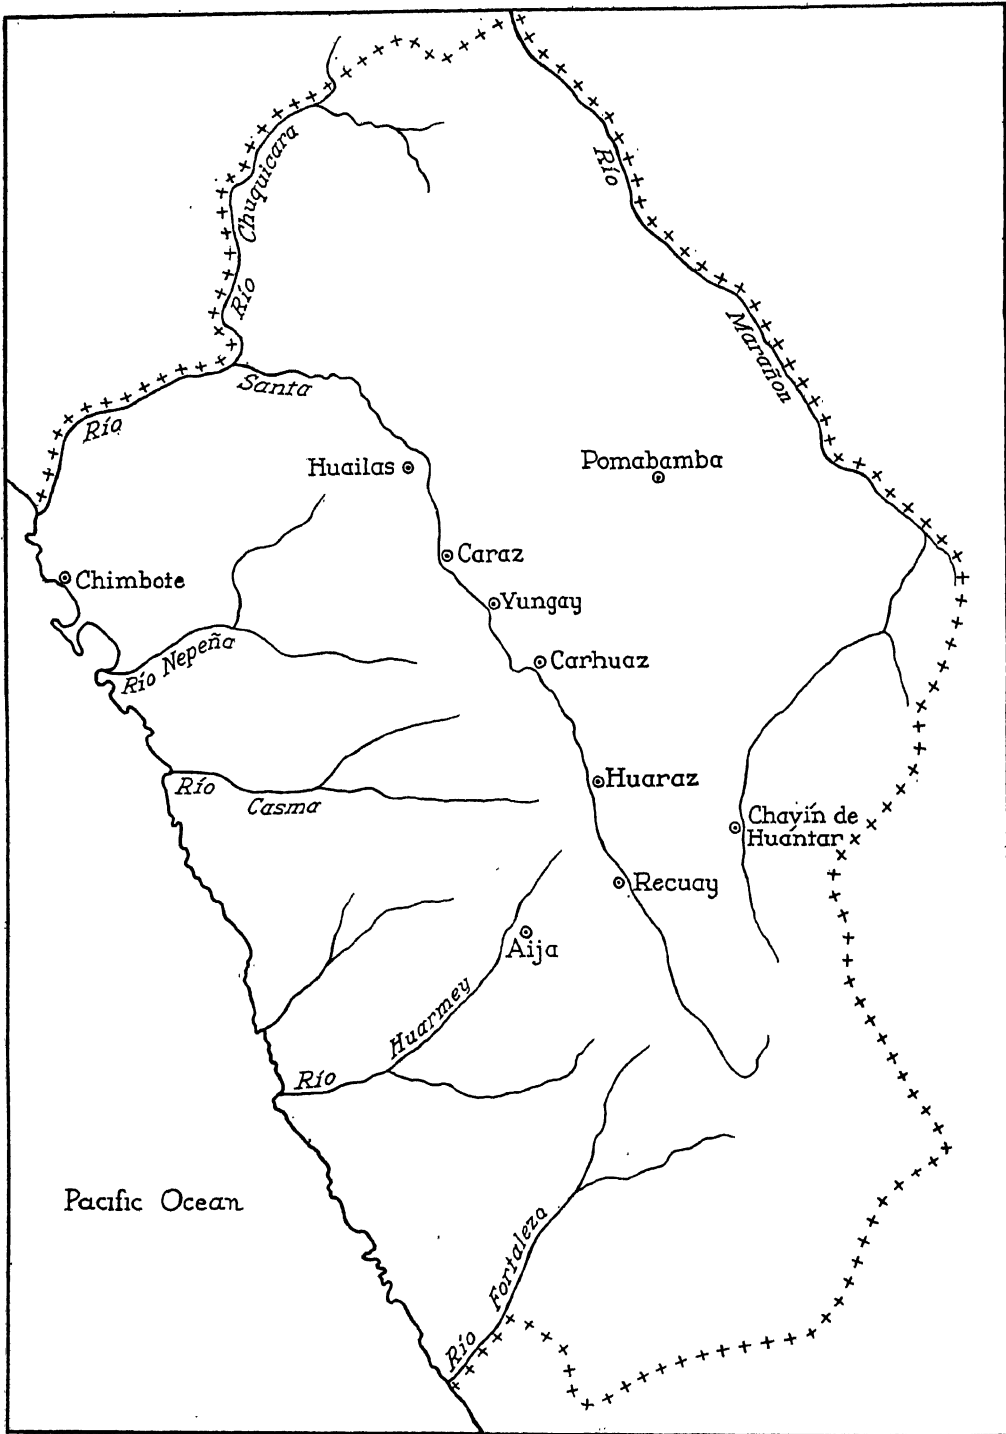 Río
Chuquicara
Río
Marañon
Santa
Río
Huailas
Pomabamba
Caraz
Chimbote
Yungay
Río Nepeña
Carhuaz
Río
Casma
Huaraz
Chavín de
Huántar
Recuay
Aija
Huarmey
Río
Pacific Ocean
Fortaleza
Río